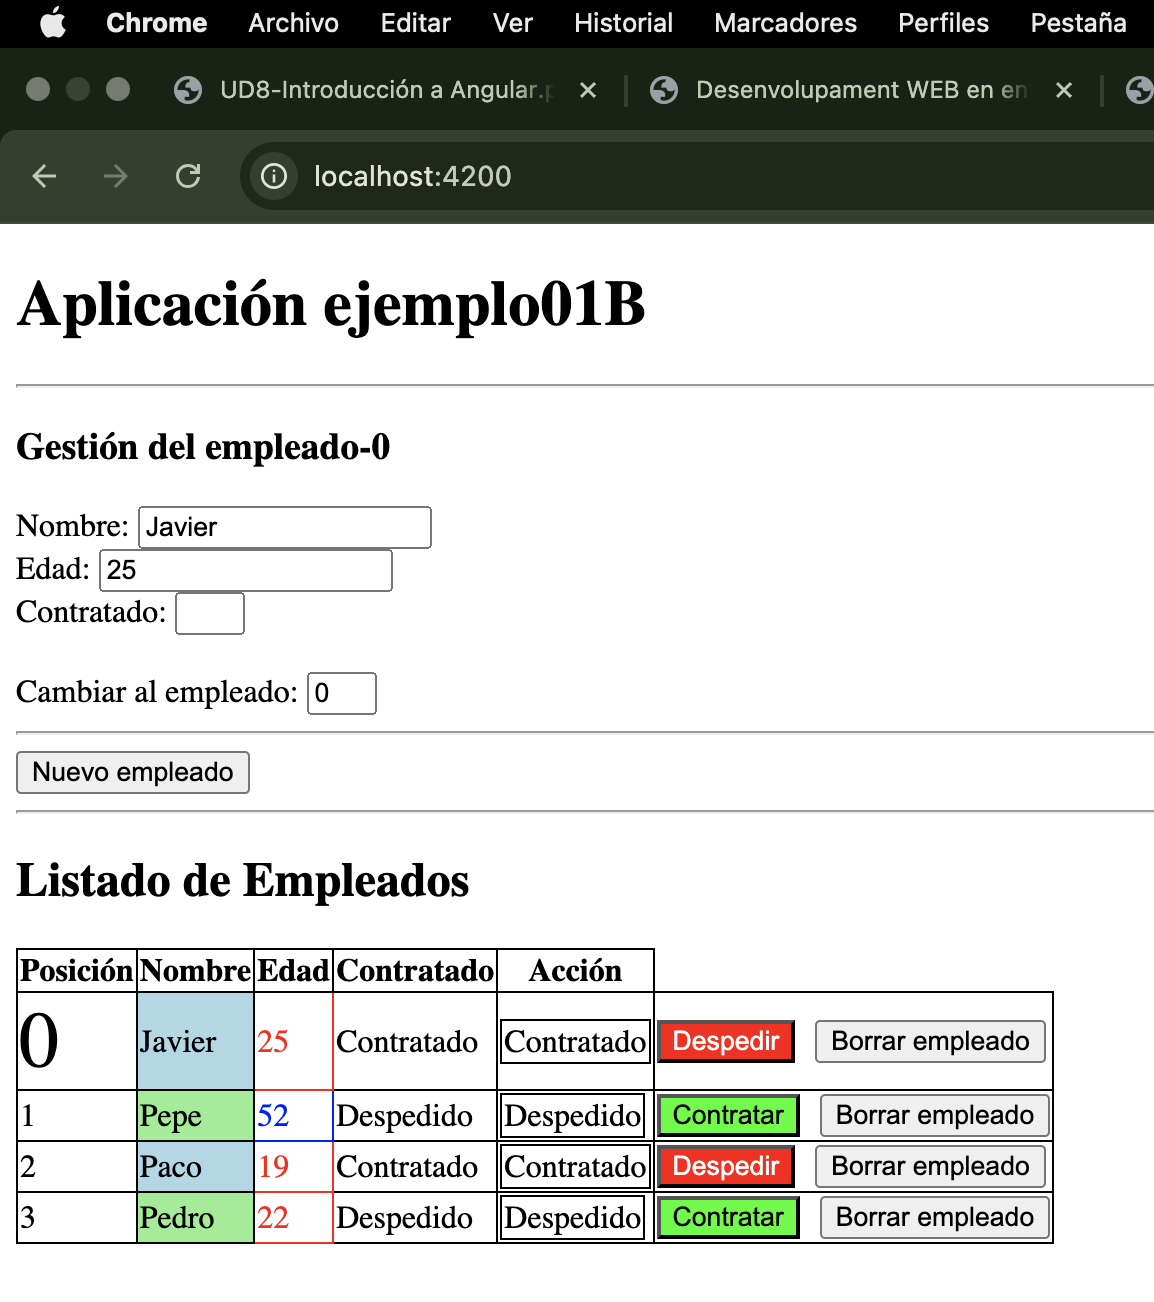 Chrome Archivo Editar Ver Historial Marcadores Perfiles Pestaña
UD8-Introducción a Angular.p Desenvolupament WEB en en
localhost:4200
Aplicación ejemplo01B
Gestión del empleado-0
Nombre: Javier
Edad: 25
Contratado:
Cambiar al empleado: 0
Nuevo empleado
Listado de Empleados
Posición Nombre Edad Contratado Acción
0 Javier 25 Contratado Contratado Despedir Borrar empleado
1 Pepe 52 Despedido Despedido Contratar Borrar empleado
2 Paco 19 Contratado Contratado Despedir Borrar empleado
3 Pedro 22 Despedido Despedido Contratar Borrar empleado